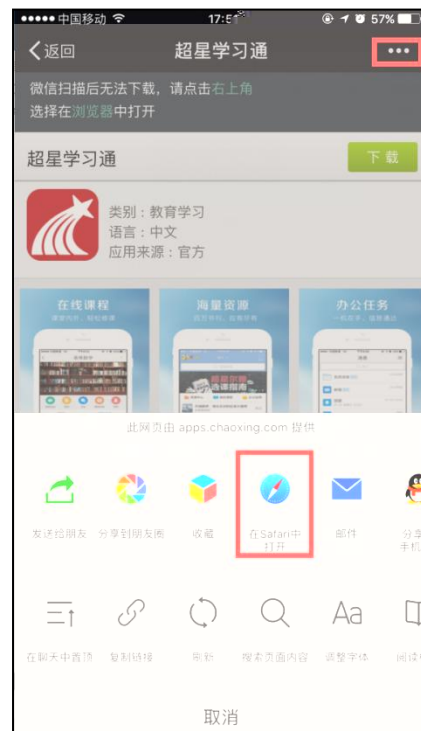 中国移动
17:5
57%
返回
超星学习通
微信扫描后无法下载，请点击右上角
选择在浏览器中打开
超星学习通
下 载
类别：教育学习
语言：中文
应用来源：官方
在线课程
海量资源
办公任务
此网页由 apps.chaoxing.com 提供
发送给朋友
分享到朋友圈
收藏
在Safari中
打开
邮件
分享
手机
在聊天中置顶
复制链接
刷新
搜索页面内容
Aa
调整字体
阅读
取消